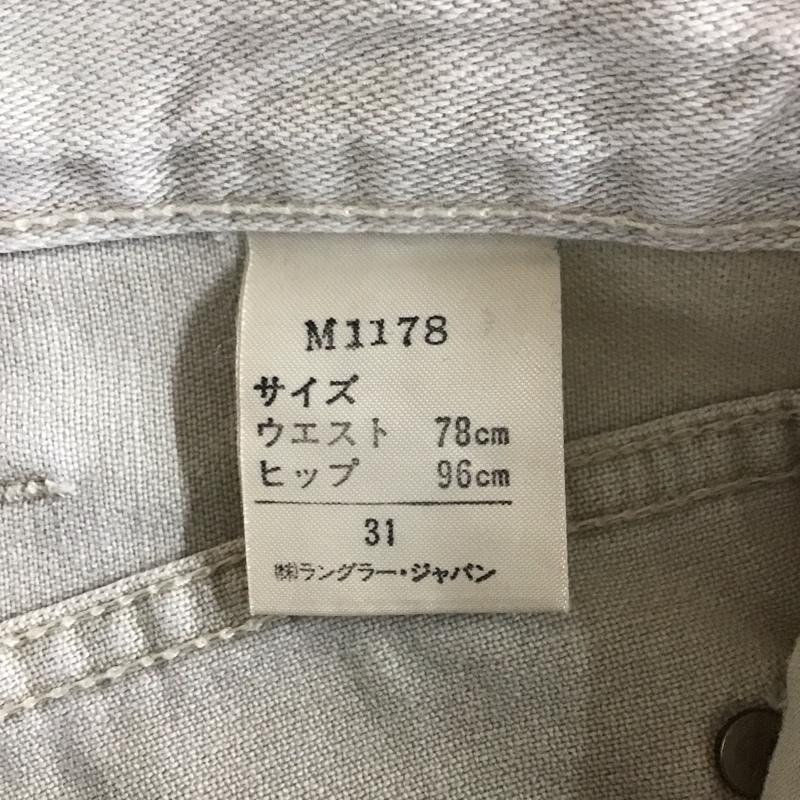 M1178
サイズ
ウエスト 78cm
ヒップ 96cm
31
㈱ラングラー・ジャパン